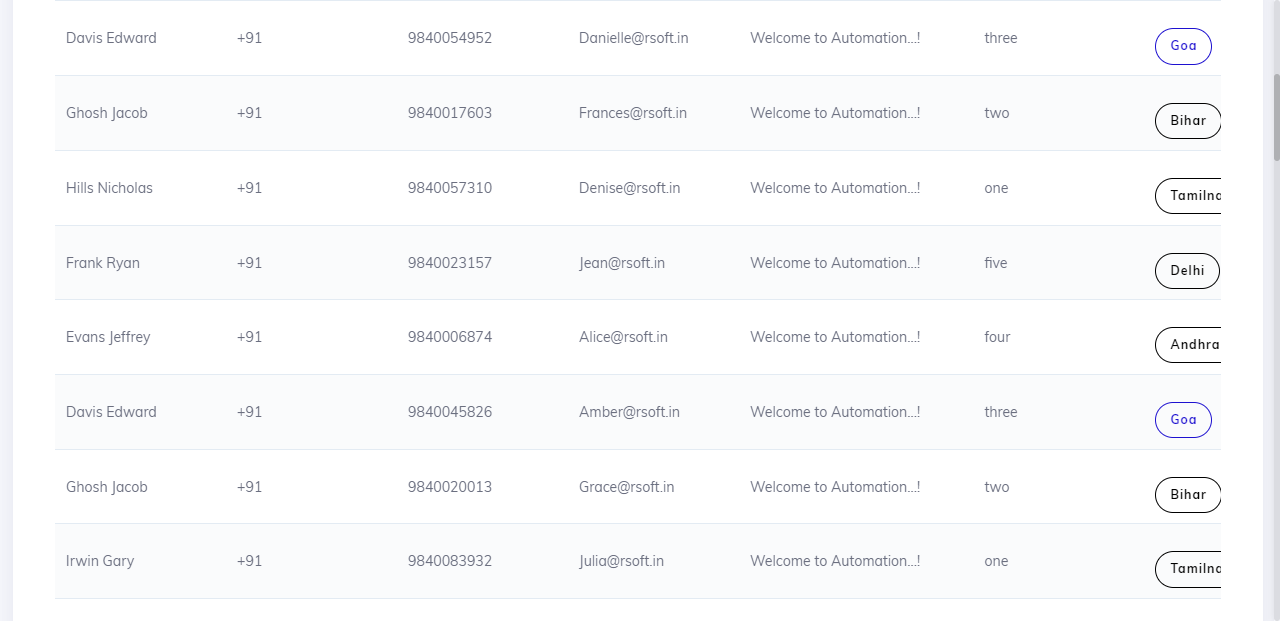 Davis Edward +91 9840054952 Danielle@rsoft.in Welcome to Automation...! three Goa
Ghosh Jacob +91 9840017603 Frances@rsoft.in Welcome to Automation...! two Bihar
Hills Nicholas +91 9840057310 Denise@rsoft.in Welcome to Automation...! one
Frank Ryan +91 9840023157 Jean@rsoft.in Welcome to Automation...! five Delhi
Evans Jeffrey +91 9840006874 Alice@rsoft.in Welcome to Automation...! four Andhra
Davis Edward +91 9840045826 Amber@rsoft.in Welcome to Automation...! three Goa
Ghosh Jacob +91 9840020013 Grace@rsoft.in Welcome to Automation...! two Bihar
Irwin Gary +91 9840083932 Julia@rsoft.in Welcome to Automation...! one